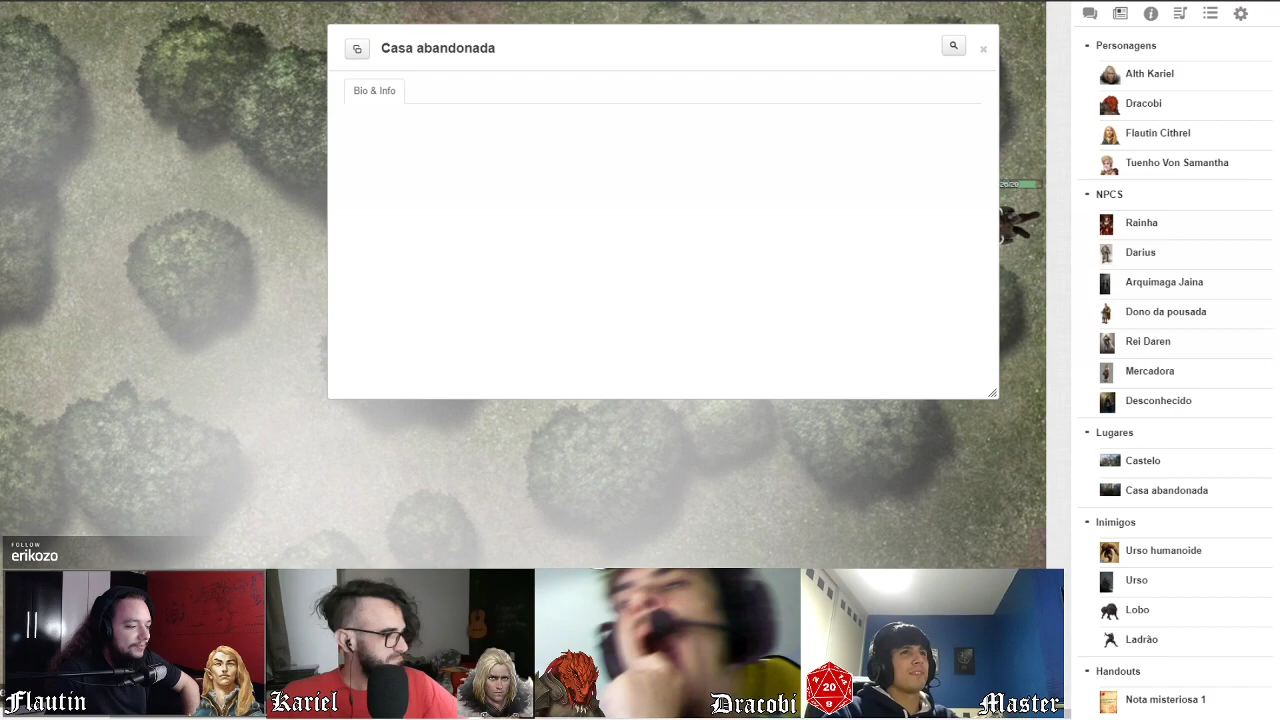 Casa abandonada
Bio & Info
Personagens
Alth Kariel
Dracobi
Flautin Cithrel
Tuenho Von Samantha
NPCS
Rainha
Darius
Arquimaga Jaina
Dono da pousada
Rei Daren
Mercadora
Desconhecido
Lugares
Castelo
Casa abandonada
Inimigos
Urso humanoide
Urso
Lobo
Ladrão
Handouts
Nota misteriosa 1
FOLLOW
erikozo
Flautin
Kariel
Dracobi
20
Master